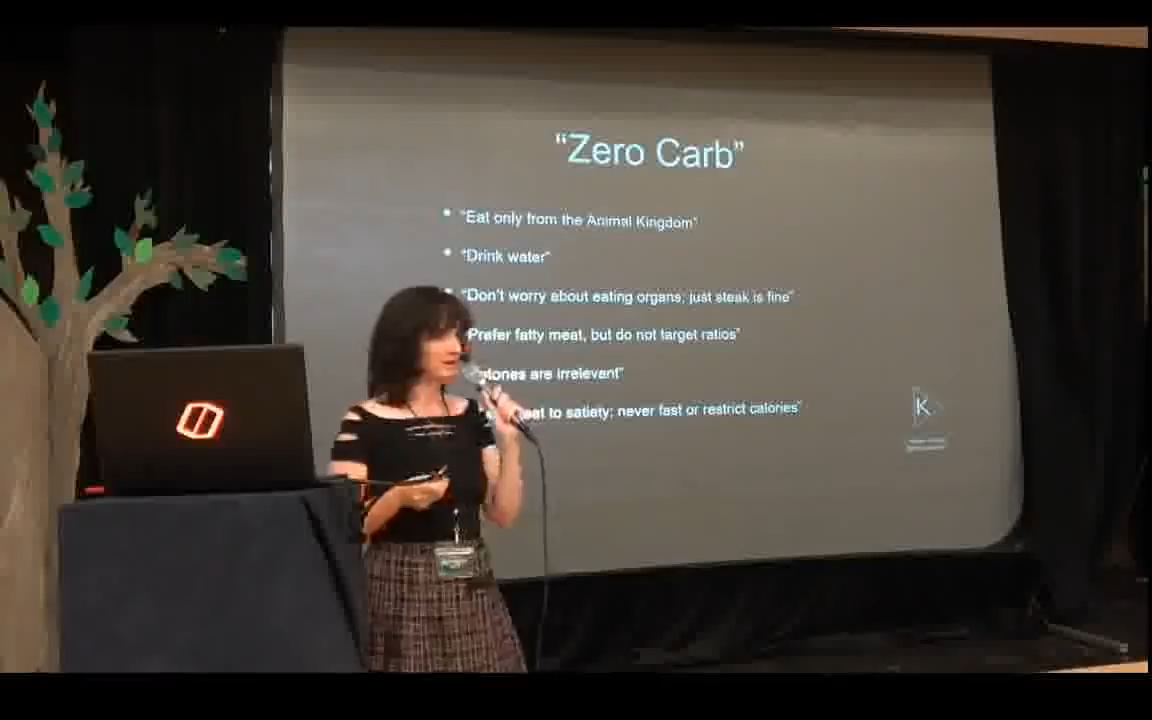 “Zero Carb”
• “Eat only from the Animal Kingdom”
• “Drink water”
• “Don’t worry about eating organs; just steak is fine”
Prefer fatty meat, but do not target ratios”
are irrelevant”
eat to satiety; never fast or restrict calories”
K